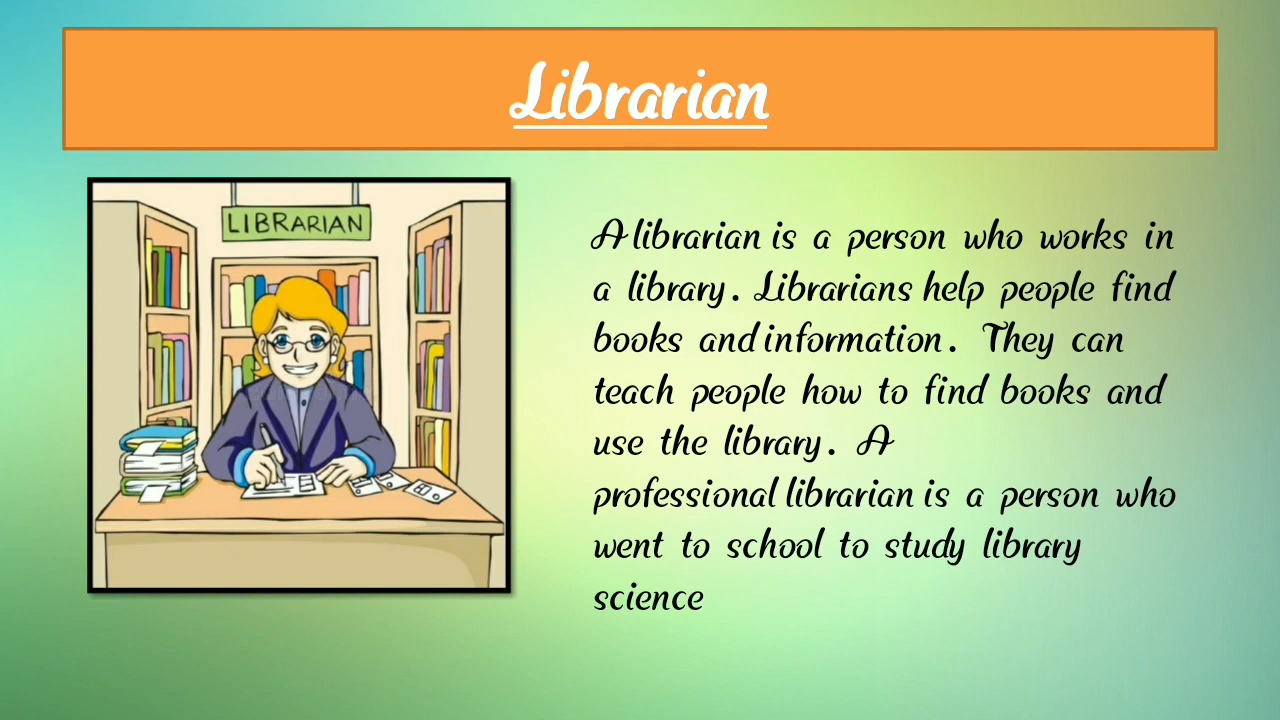 Librarian
LIBRARIAN
A librarian is a person who works in
a library. Librarians help people find
books and information. They can
teach people how to find books and
use the library. A
professional librarian is a person who
went to school to study library
science